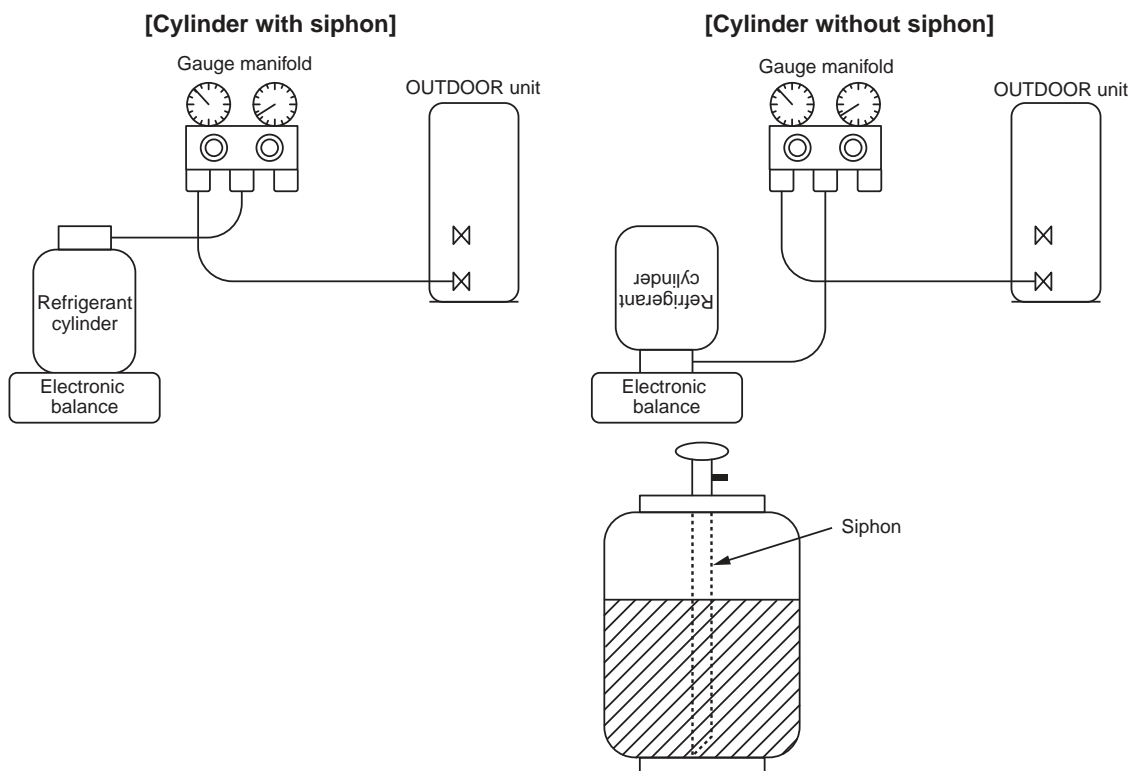 [Cylinder with siphon]
Gauge manifold
OUTDOOR unit
Refrigerant
cylinder
Electronic
balance
[Cylinder without siphon]
Gauge manifold
OUTDOOR unit
Refrigerant
cylinder
Electronic
balance
Siphon